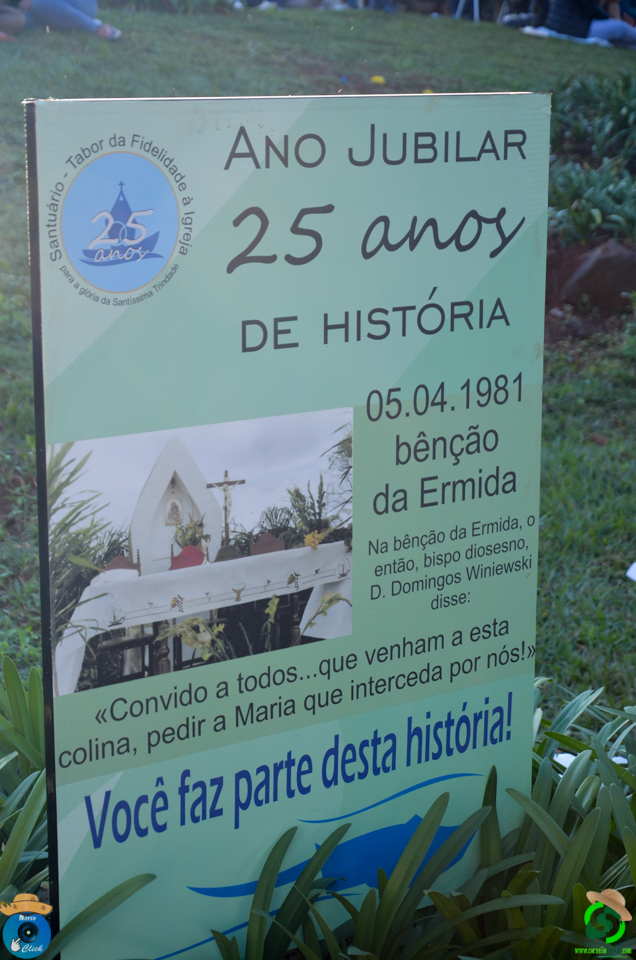 Santuário - Tabor da Fidelidade à Igreja
25
anos
para a glória da Santíssima Trindade
ANO JUBILAR
25 anos
DE HISTÓRIA
05.04.1981
bênção
da Ermida
Na bênção da Ermida, o
então, bispo diosesno,
D. Domingos Winiewski
disse:
«Convido a todos...que venham a esta
colina, pedir a Maria que interceda por nós!»
Você faz parte desta história!
Mario
Click